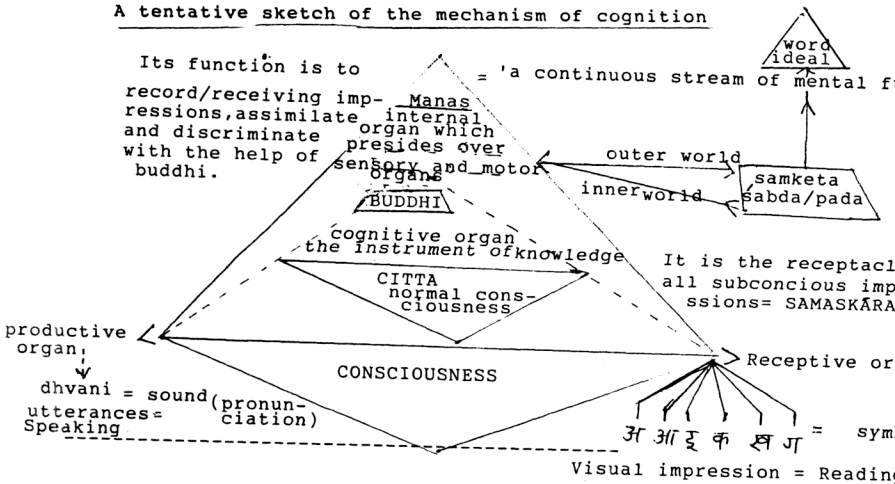 A tentative sketch of the mechanism of cognition
word
ideal
Its function is to
record/receiving imp-
ressions,assimilate
and discriminate
with the help of
buddhi.
= 'a continuous stream of mental f
Manas
internal
organ which
presides over
sensory and motor
organs
outer world
inner world
samketa
sabda/pada
BUDDHI
cognitive organ
the instrument of knowledge
CITTA
normal cons-
ciousness
It is the receptacl
all subconcious imp
ssions= SAMASKARA
productive
organ
CONSCIOUSNESS
Receptive or
dhvani = sound (pronun-
ciation)
utterances=
Speaking
अ आ इ क ख ग = sym
Visual impression = Reading